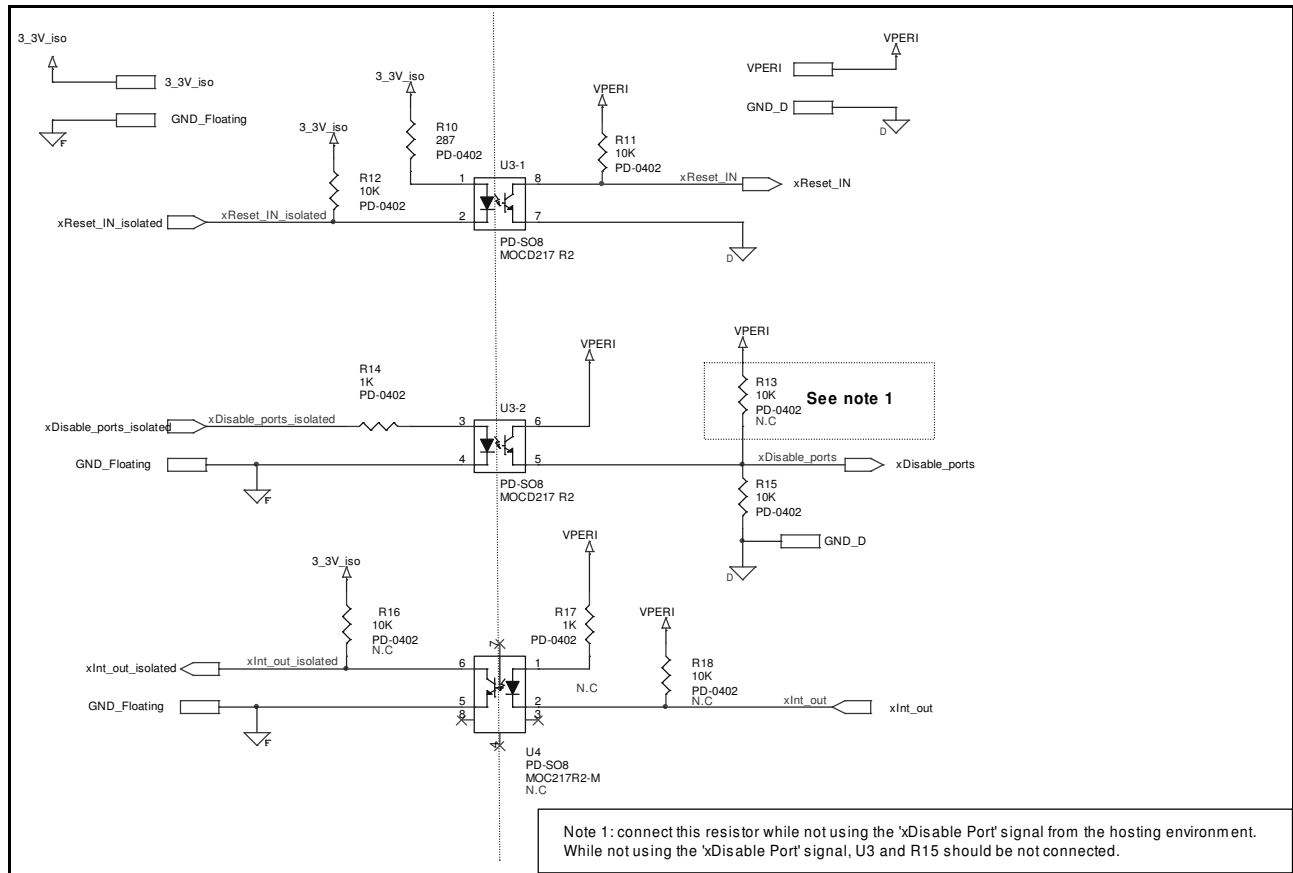 3_3V_iso
3_3V_iso
GND_Floating
F
VPERI
VPERI
GND_D
D
3_3V_iso
R10
287
PD-0402
3_3V_iso
R12
10K
PD-0402
VPERI
R11
10K
PD-0402
U3-1
1
8
2
7
xReset_IN_isolated
xReset_IN_isolated
xReset_IN
xReset_IN
PD-SO8
MOCD217 R2
D
VPERI
VPERI
R14
1K
PD-0402
R13
10K
PD-0402
N.C
See note 1
U3-2
3
6
4
5
xDisable_ports_isolated
xDisable_ports_isolated
GND_Floating
F
PD-SO8
MOCD217 R2
xDisable_ports
xDisable_ports
R15
10K
PD-0402
GND_D
D
3_3V_iso
VPERI
R16
10K
PD-0402
N.C
R17
1K
PD-0402
VPERI
R18
10K
PD-0402
N.C
7
6
1
N.C
5
2
8
3
4
xInt_out_isolated
xInt_out_isolated
GND_Floating
F
xInt_out
xInt_out
U4
PD-SO8
MOC217R2-M
N.C
Note 1: connect this resistor while not using the 'xDisable Port' signal from the hosting environment.
While not using the 'xDisable Port' signal, U3 and R15 should be not connected.